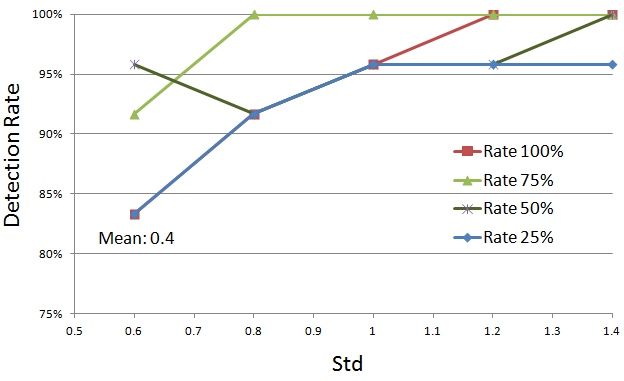 100%
95%
90%
85%
80%
75%
Detection Rate
Rate 100%
Rate 75%
Rate 50%
Rate 25%
Mean: 0.4
0.5 0.6 0.7 0.8 0.9 1 1.1 1.2 1.3 1.4
Std